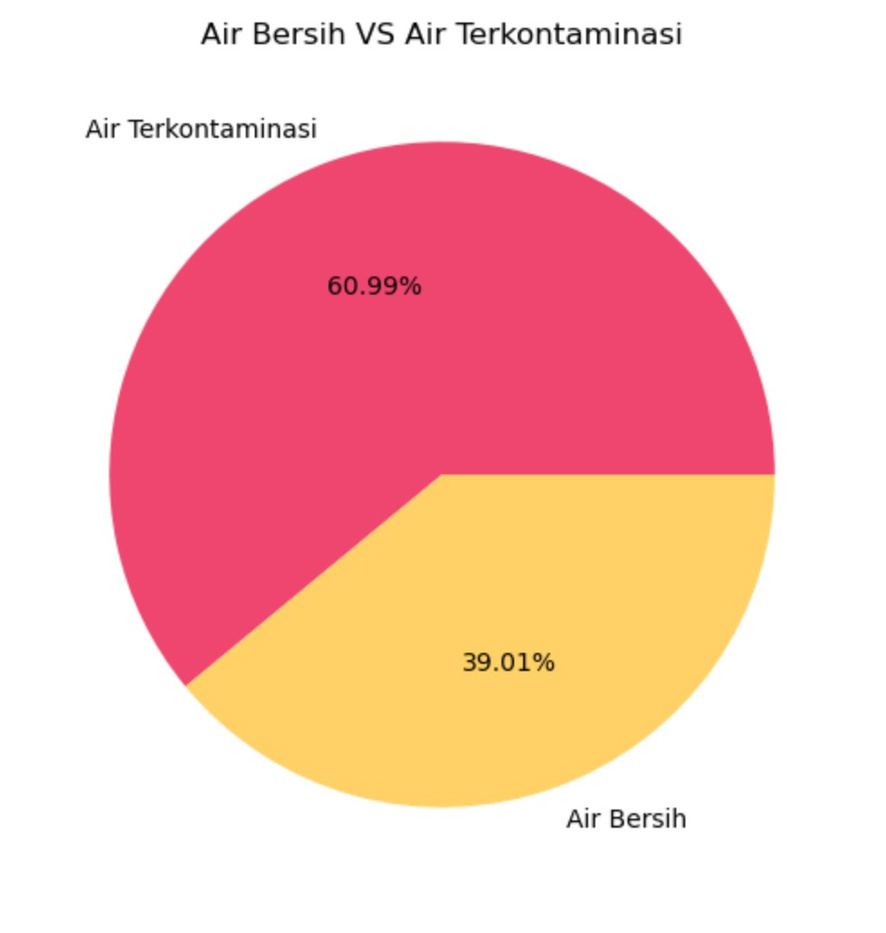 Air Bersih VS Air Terkontaminasi
Air Terkontaminasi
60.99%
39.01%
Air Bersih